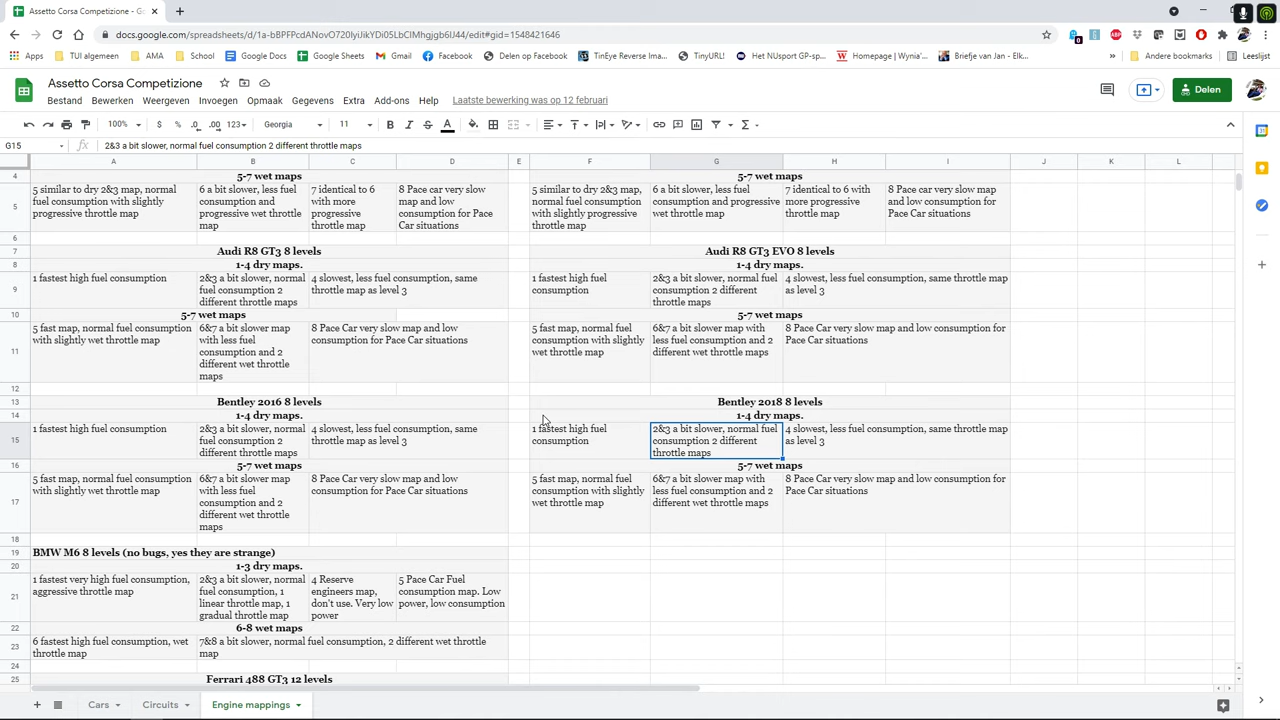 Assetto Corsa Competizione - Go
docs.google.com/spreadsheets/d/1a-bBPFPcdANovO720IyiJikYDi05LbClMhgjgb6IJ44/edit#gid=1548421646
Apps TUI algemeen AMA School Google Docs Google Sheets Gmail Facebook Delen op Facebook TinEye Reverse Ima... TinyURL! Het NUsport GP-sp... Homepage | Wynia'... Briefje van Jan - Elk... Andere bookmarks Leeslijst
Assetto Corsa Competizione
Bestand Bewerken Weergeven Invoegen Opmaak Gegevens Extra Add-ons Help Laatste bewerking was op 12 februari
Delen
100% $ % .0 .00 123 Georgia 11 B I S A
G15 fx 2&3 a bit slower, normal fuel consumption 2 different throttle maps
A B C D E F G H I J K L
4 5-7 wet maps 5-7 wet maps
5 5 similar to dry 2&3 map, normal fuel consumption with slightly progressive throttle map
6 a bit slower, less fuel consumption and progressive wet throttle
7 identical to 6 with more progressive throttle map
8 Pace car very slow map and low consumption for Pace Car situations
5 similar to dry 2&3 map, normal fuel consumption with slightly progressive throttle map
6 a bit slower, less fuel consumption and progressive wet throttle map
7 identical to 6 with more progressive throttle map
8 Pace car very slow map and low consumption for Pace Car situations
6
7 Audi R8 GT3 8 levels Audi R8 GT3 EVO 8 levels
8 1-4 dry maps. 1-4 dry maps.
9 1 fastest high fuel consumption
2&3 a bit slower, normal fuel consumption 2 different throttle maps
4 slowest, less fuel consumption, same throttle map as level 3
1 fastest high fuel consumption
2&3 a bit slower, normal fuel consumption 2 different throttle maps
4 slowest, less fuel consumption, same throttle map as level 3
10 5-7 wet maps 5-7 wet maps
11 5 fast map, normal fuel consumption with slightly wet throttle map
6&7 a bit slower map with less fuel consumption and 2 different wet throttle maps
8 Pace Car very slow map and low consumption for Pace Car situations
5 fast map, normal fuel consumption with slightly wet throttle map
6&7 a bit slower map with less fuel consumption and 2 different wet throttle maps
8 Pace Car very slow map and low consumption for Pace Car situations
12
13 Bentley 2016 8 levels Bentley 2018 8 levels
14 1-4 dry maps. 1-4 dry maps.
15 1 fastest high fuel consumption
2&3 a bit slower, normal fuel consumption 2 different throttle maps
4 slowest, less fuel consumption, same throttle map as level 3
1 fastest high fuel consumption
2&3 a bit slower, normal fuel consumption 2 different throttle maps
4 slowest, less fuel consumption, same throttle map as level 3
16 5-7 wet maps 5-7 wet maps
17 5 fast map, normal fuel consumption with slightly wet throttle map
6&7 a bit slower map with less fuel consumption and 2 different wet throttle maps
8 Pace Car very slow map and low consumption for Pace Car situations
5 fast map, normal fuel consumption with slightly wet throttle map
6&7 a bit slower map with less fuel consumption and 2 different wet throttle maps
8 Pace Car very slow map and low consumption for Pace Car situations
18
19 BMW M6 8 levels (no bugs, yes they are strange)
20 1-3 dry maps.
21 1 fastest very high fuel consumption, aggressive throttle map
2&3 a bit slower, normal fuel consumption, 1 linear throttle map, 1 gradual throttle map
4 Reserve engineers map, don't use. Very low power
5 Pace Car Fuel consumption map. Low power, low consumption
22 6-8 wet maps
23 6 fastest high fuel consumption, wet throttle map
7&8 a bit slower, normal fuel consumption, 2 different wet throttle map
24
25 Ferrari 488 GT3 12 levels
Cars Circuits Engine mappings